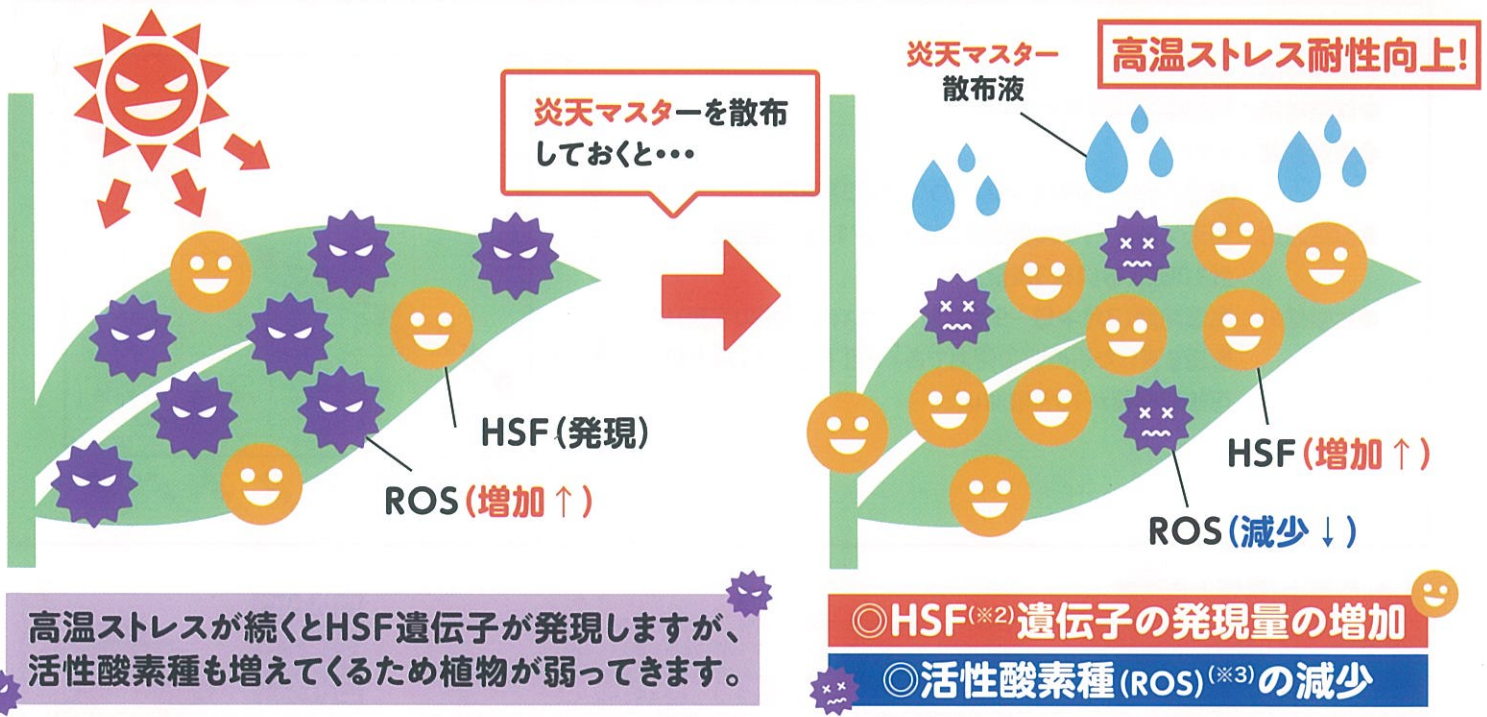 炎天マスターを散布
しておくと・・・
HSF(発現)
ROS(増加↑)
高温ストレスが続くとHSF遺伝子が発現しますが、
活性酸素種も増えてくるため植物が弱ってきます。
高温ストレス耐性向上!
炎天マスター
散布液
HSF(増加↑)
ROS(減少↓)
◎HSF(※2)遺伝子の発現量の増加
◎活性酸素種(ROS)(※3)の減少